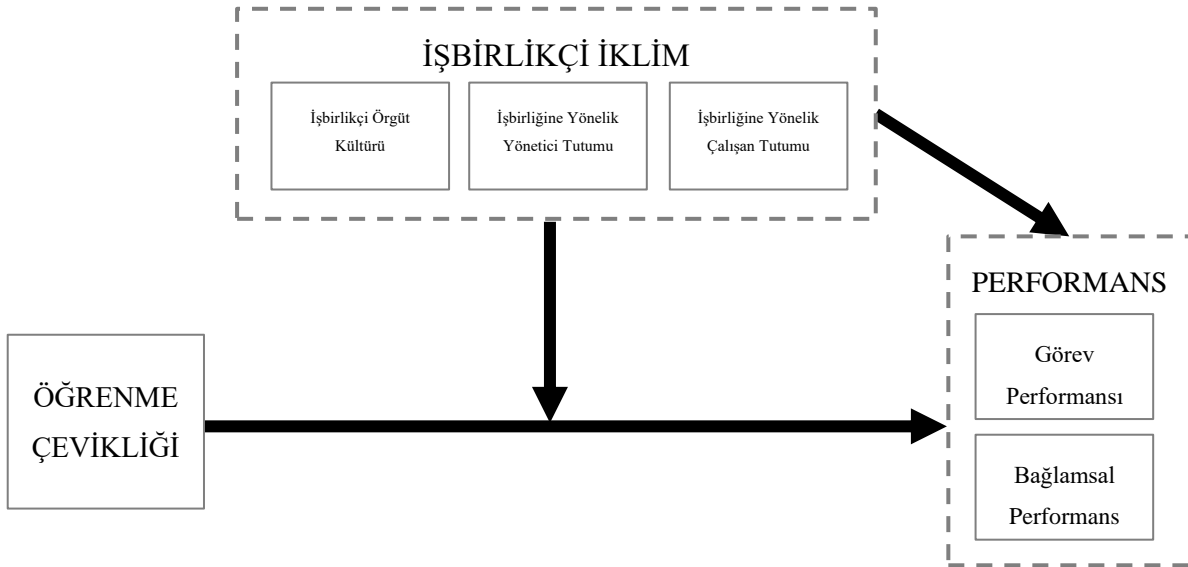 İŞBİRLİKÇİ İKLİM
İşbirlikçi Örgüt
Kültürü
İşbirliğine Yönelik
Yönetici Tutumu
İşbirliğine Yönelik
Çalışan Tutumu
PERFORMANS
Görev
Performansı
Bağlamsal
Performans
ÖĞRENME
ÇEVİKLİĞİ